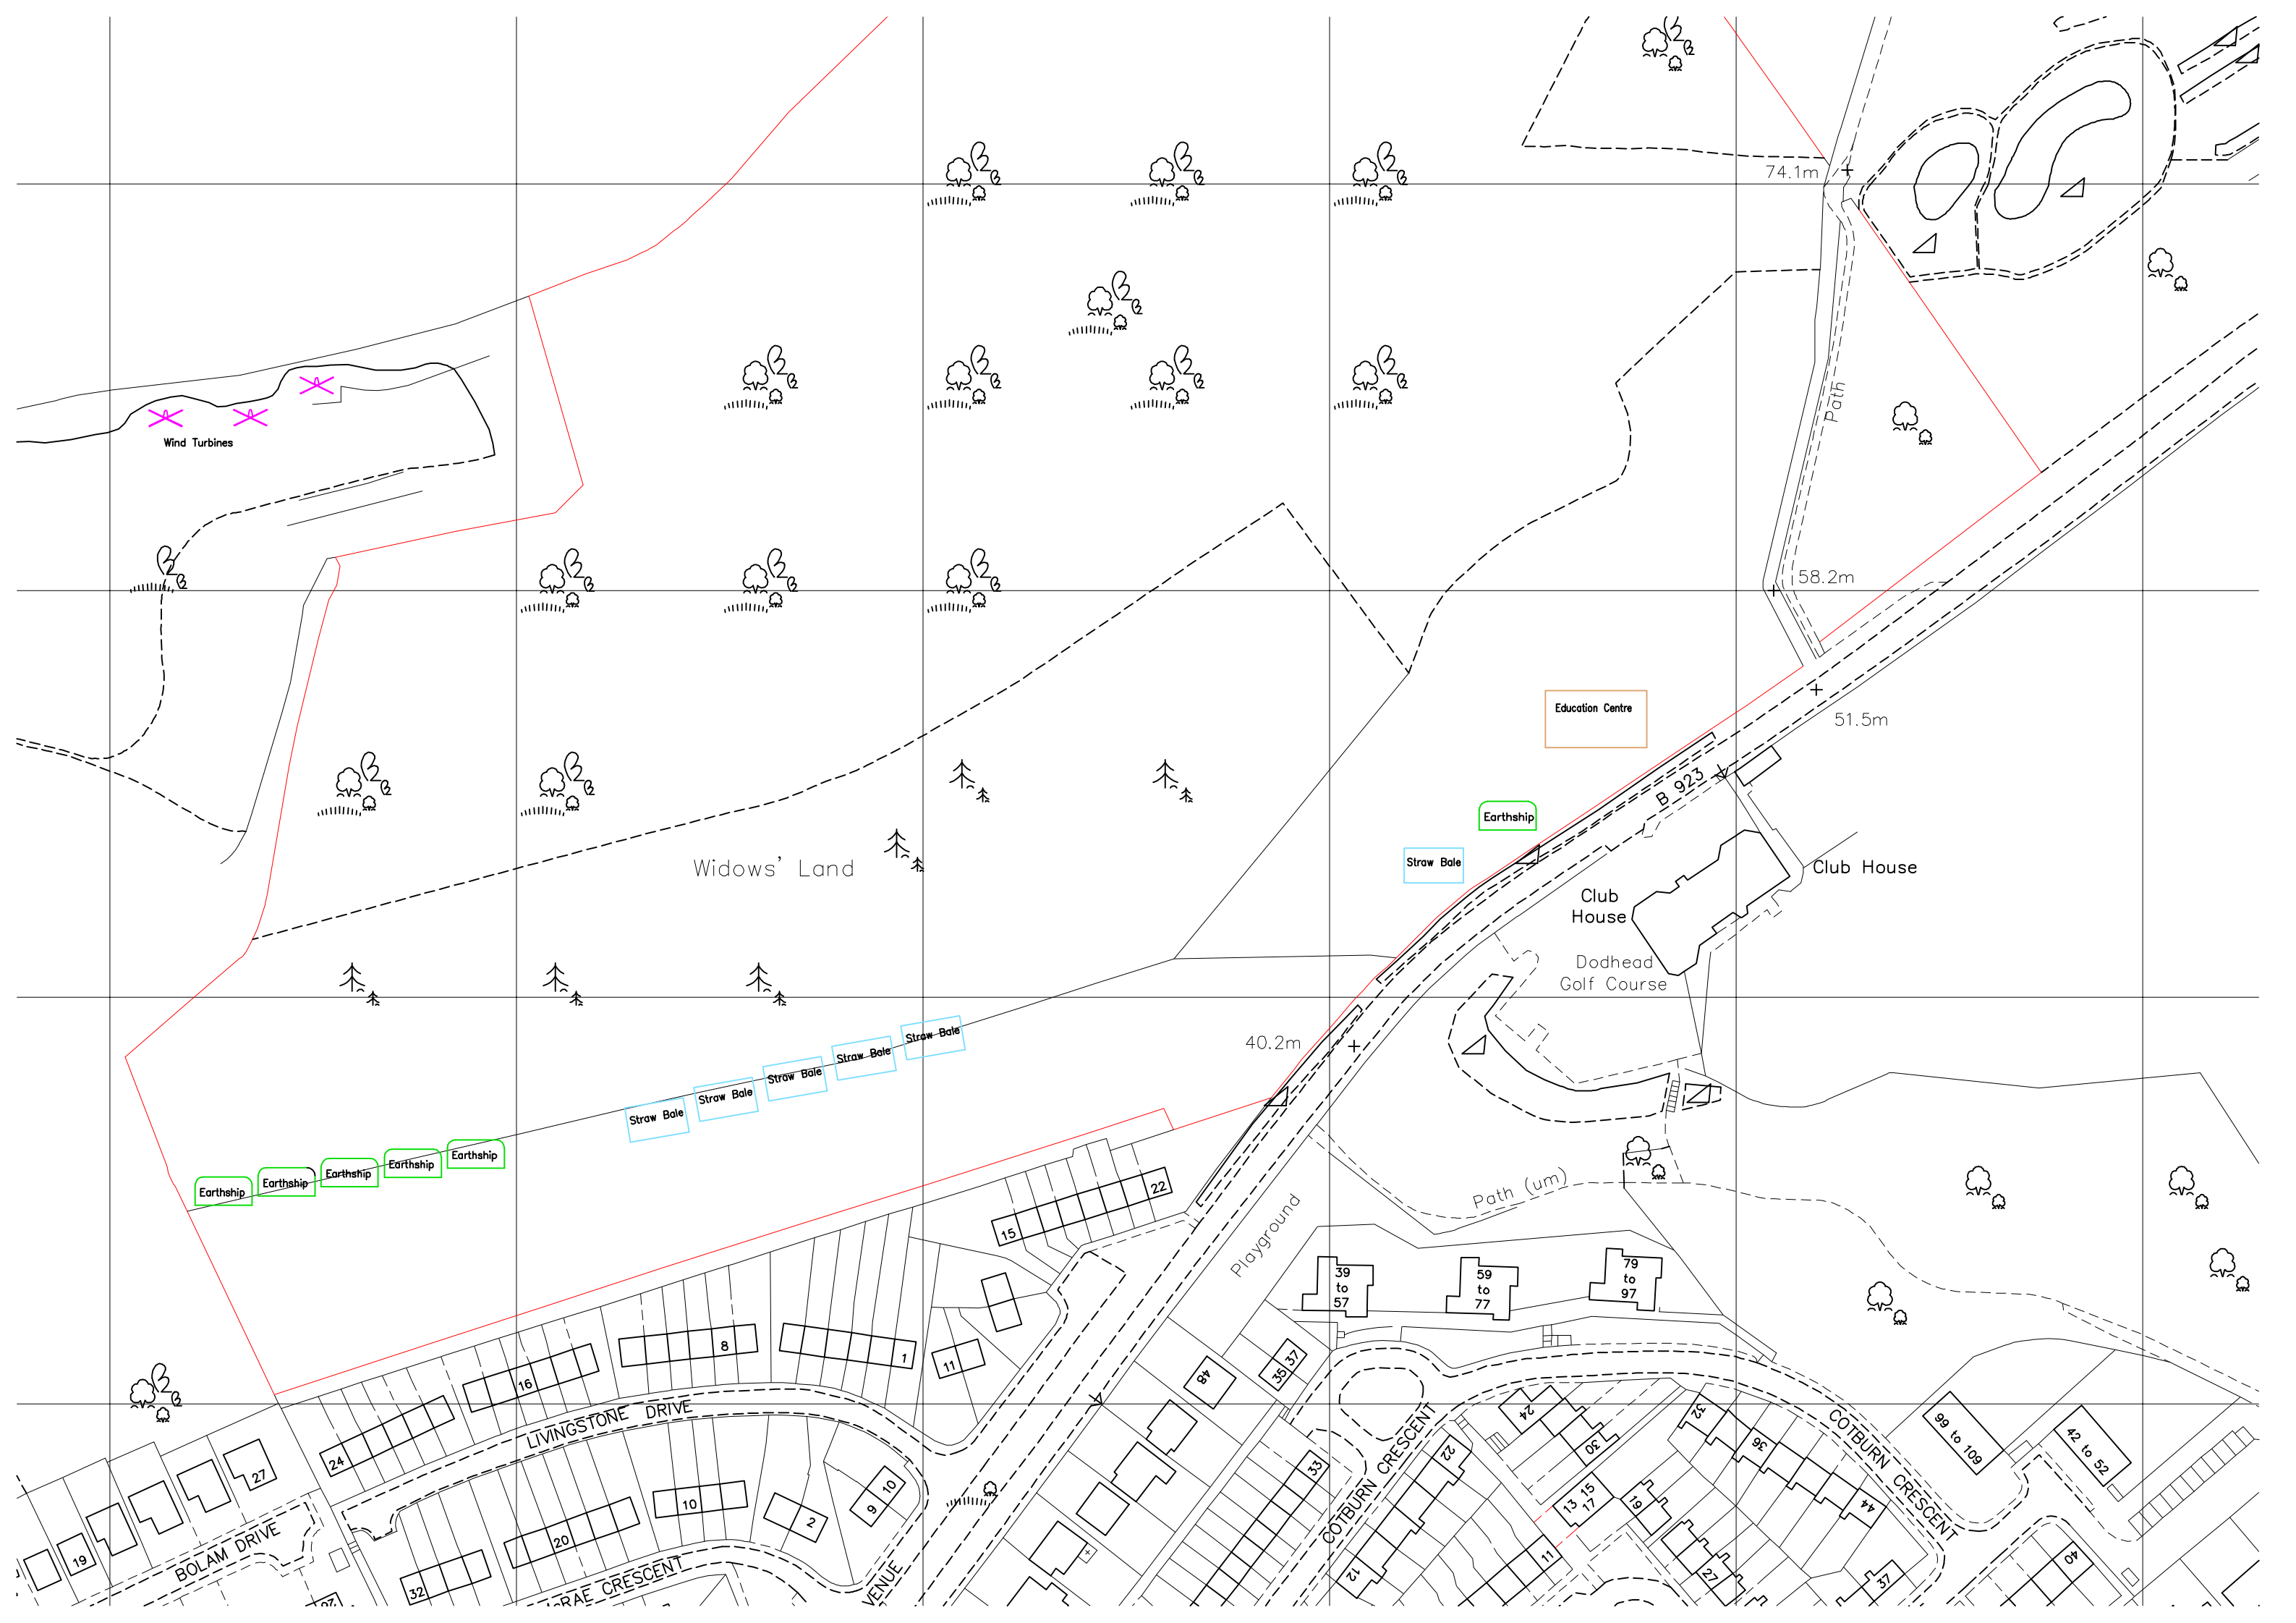 74.1m
Path
Wind Turbines
58.2m
Education Centre
51.5m
B 923
Earthship
Straw Bale
Widows' Land
Club House
Club
House
Dodhead
Golf Course
40.2m
Straw Bale
Straw Bale
Straw Bale
Straw Bale
Straw Bale
Earthship
Earthship
Earthship
Earthship
Earthship
Path (um)
Playground
22
15
39
to
57
59
to
77
79
to
97
8
1
11
16
24
27
19
LIVINGSTONE DRIVE
35 37
48
24
30
32
36
44
COTBURN CRESCENT
COTBURN CRESCENT
99 to 109
42 to 52
22
33
10
20
2
9
10
32
BOLAM DRIVE
RAE CRESCENT
VENUE
12
11
13 15
17
19
27
37
40